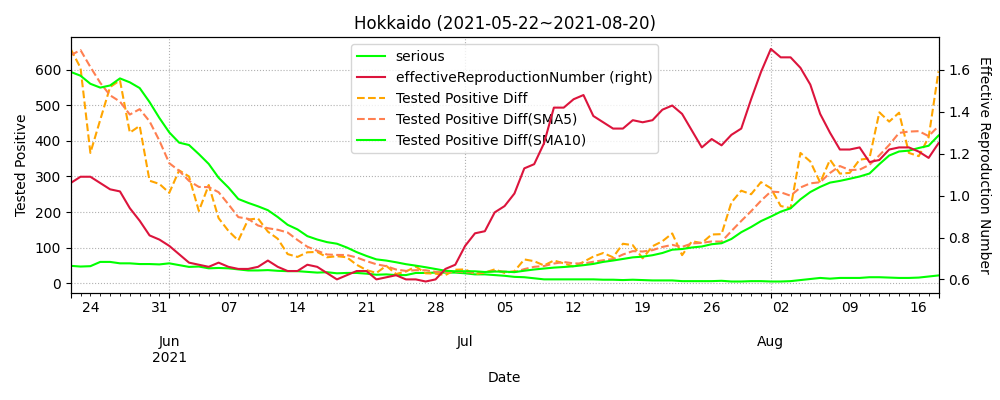 Hokkaido (2021-05-22~2021-08-20)
serious
effectiveReproductionNumber (right)
Tested Positive Diff
Tested Positive Diff(SMA5)
Tested Positive Diff(SMA10)
Tested Positive
600
500
400
300
200
100
0
1.6
1.4
1.2
1.0
0.8
0.6
Effective Reproduction Number
24 31 07 14 21 28 05 12 19 26 02 09 16
Jun Jul Aug
2021
Date